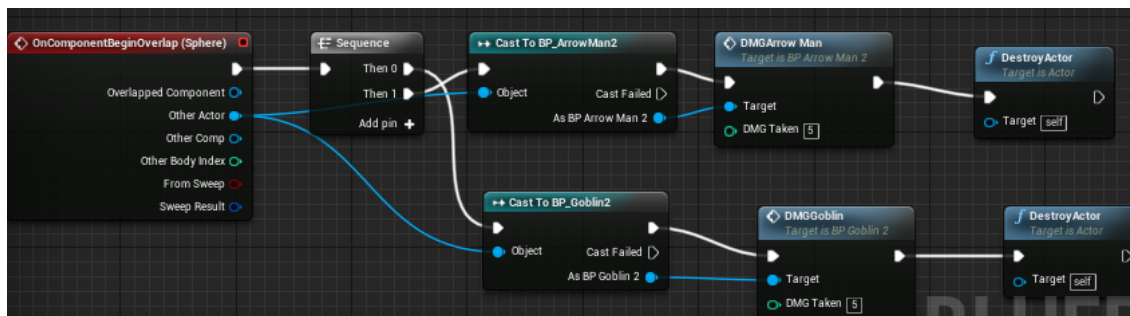 OnComponentBeginOverlap (Sphere)
Overlapped Component
Other Actor
Other Comp
Other Body Index
From Sweep
Sweep Result
Sequence
Then 0
Then 1
Add pin +
Cast To BP_ArrowMan2
Object
Cast Failed
As BP Arrow Man 2
DMGArrow Man
Target is BP Arrow Man 2
Target
DMG Taken 5
f DestroyActor
Target is Actor
Target self
Cast To BP_Goblin2
Object
Cast Failed
As BP Goblin 2
DMGGoblin
Target is BP Goblin 2
Target
DMG Taken 5
f DestroyActor
Target is Actor
Target self